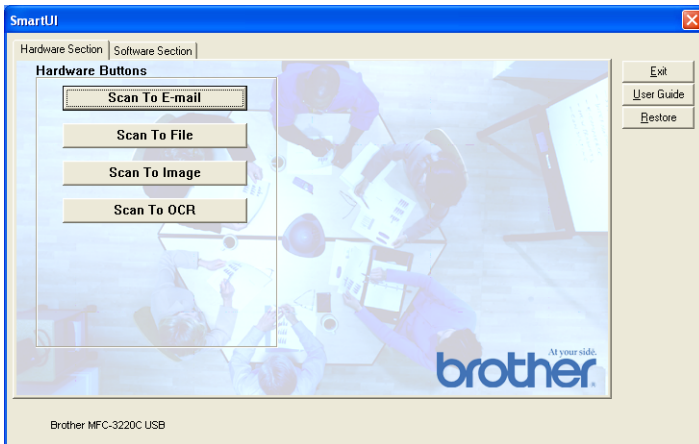 SmartUI
Hardware Section
Software Section
Hardware Buttons
Scan To E-mail
Scan To File
Scan To Image
Scan To OCR
Exit
User Guide
Restore
At your side.
brother
Brother MFC-3220C USB